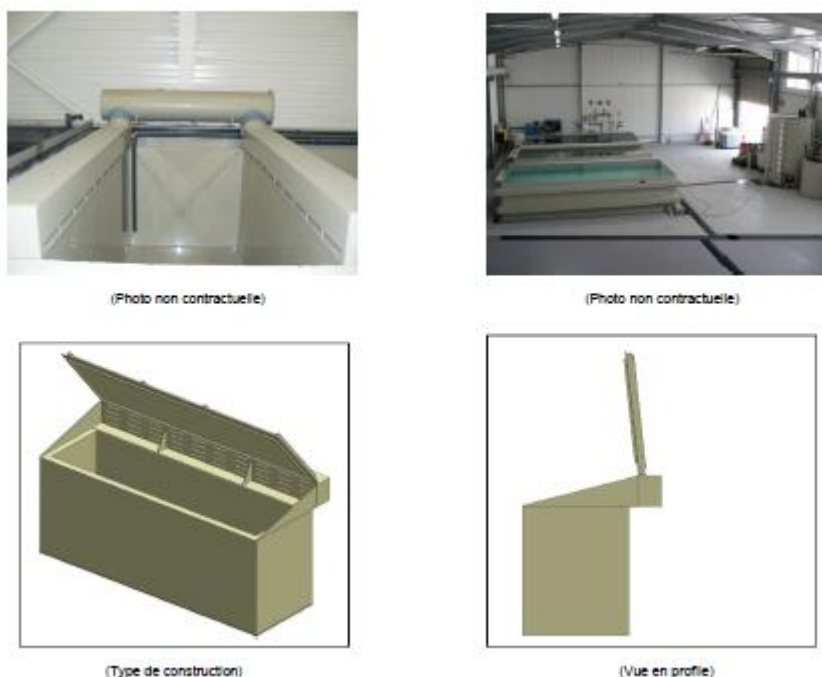 (Photo non contractuelle)
(Photo non contractuelle)
(Type de construction)
(Vue en profile)